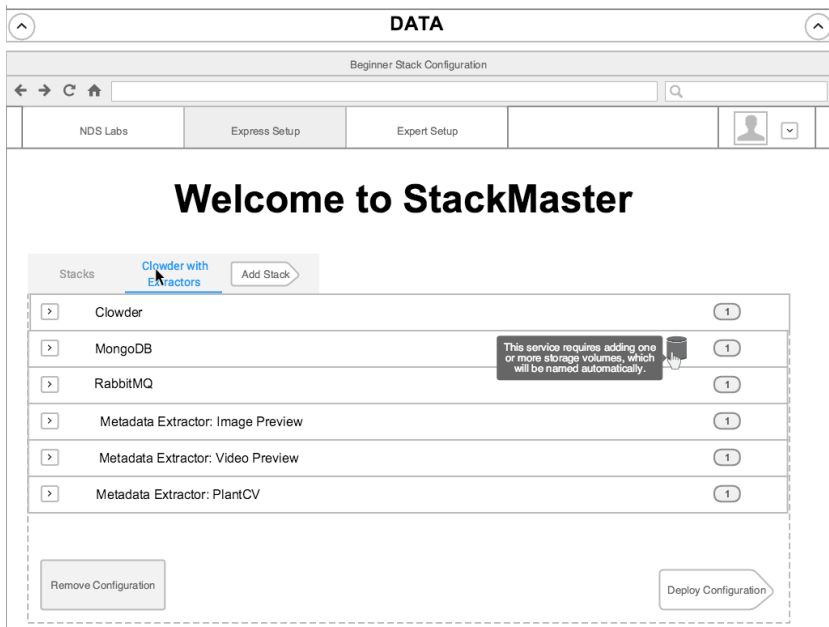 DATA
Beginner Stack Configuration
NDS Labs
Express Setup
Expert Setup
Welcome to StackMaster
Stacks
Clowder with
Extractors
Add Stack
Clowder
1
MongoDB
This service requires adding one
or more storage volumes, which
will be named automatically.
1
RabbitMQ
1
Metadata Extractor: Image Preview
1
Metadata Extractor: Video Preview
1
Metadata Extractor: PlantCV
1
Remove Configuration
Deploy Configuration